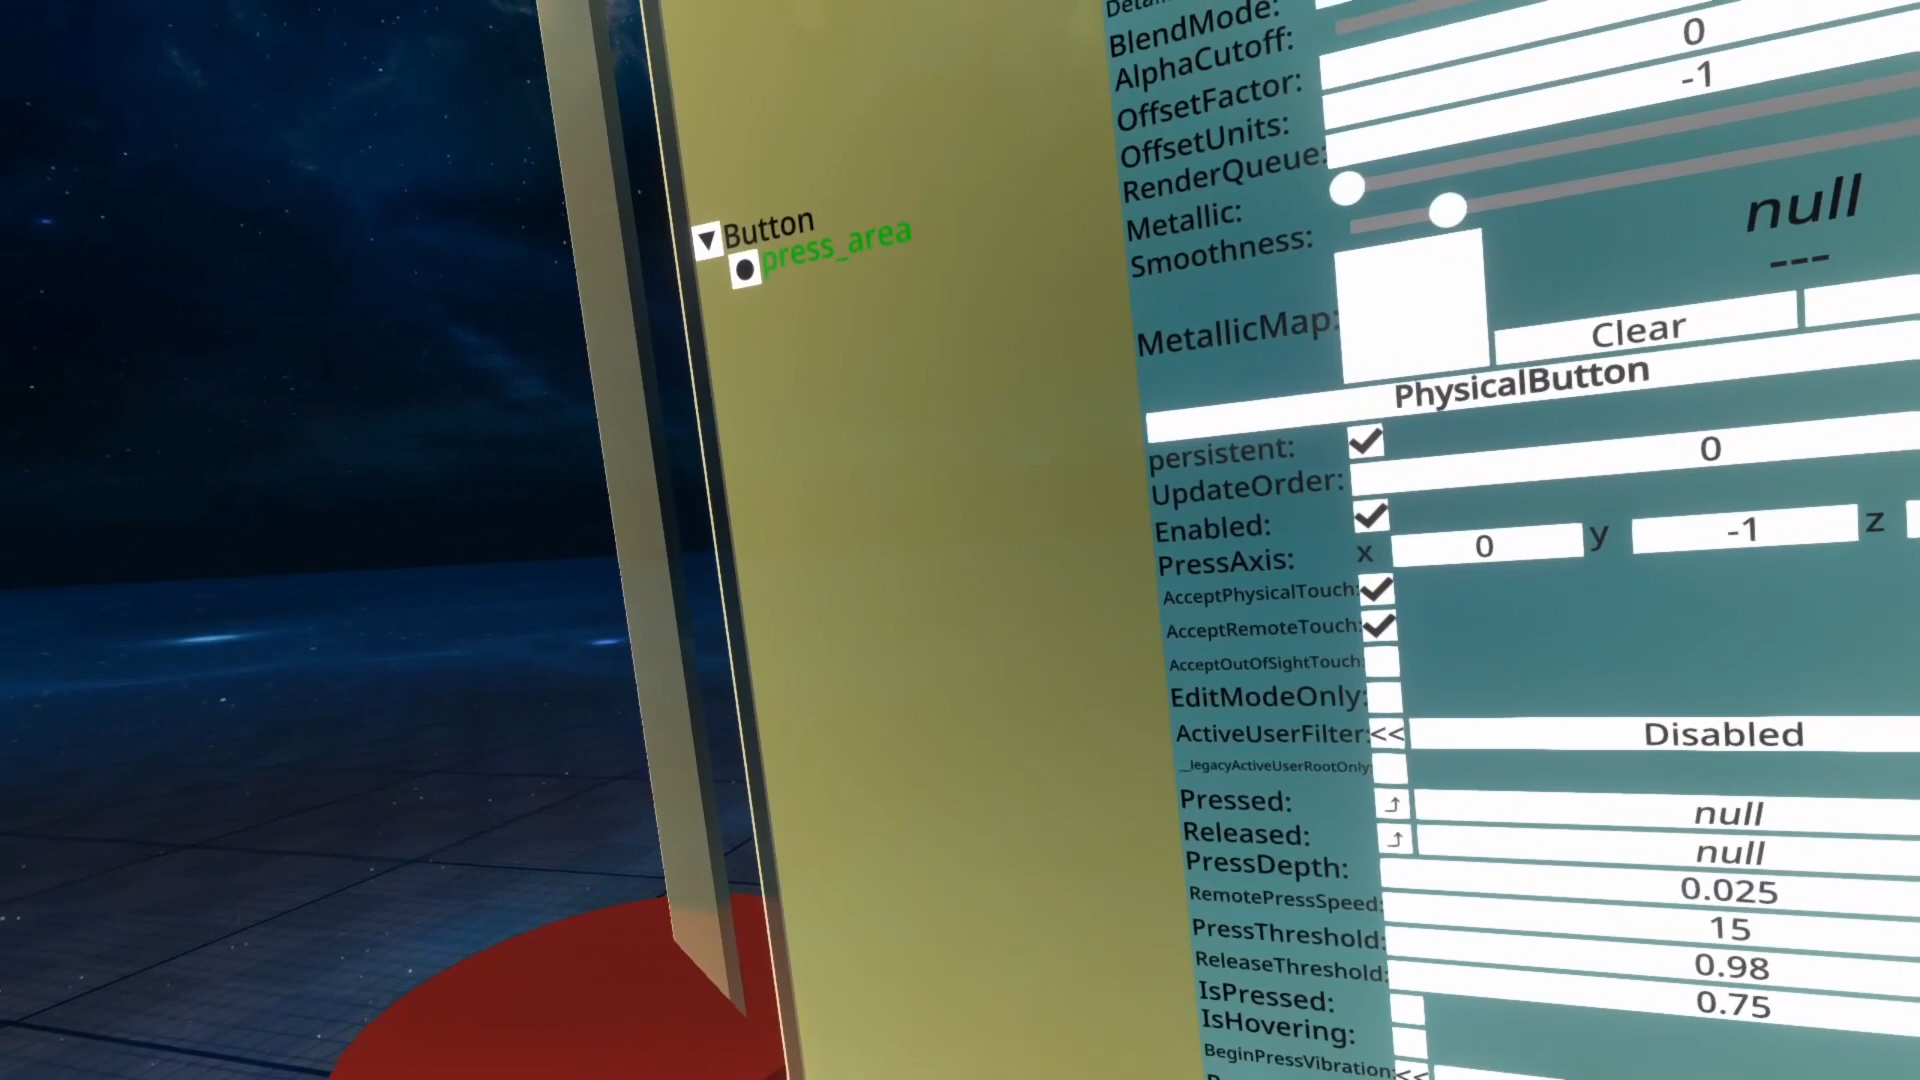 BlendMode:
AlphaCutoff:
OffsetFactor: 0
OffsetUnits: -1
RenderQueue:
Metallic:
Smoothness:
null
---
MetallicMap: Clear
Button
press_area
PhysicalButton
persistent:
UpdateOrder: 0
Enabled:
PressAxis: x 0 y -1 z
AcceptPhysicalTouch:
AcceptRemoteTouch:
AcceptOutOfSightTouch:
EditModeOnly:
ActiveUserFilter: << Disabled
__legacyActiveUserRootOnly:
Pressed: null
Released: null
PressDepth: 0.025
RemotePressSpeed: 15
PressThreshold: 0.98
ReleaseThreshold: 0.75
IsPressed:
IsHovering:
BeginPressVibration: <<